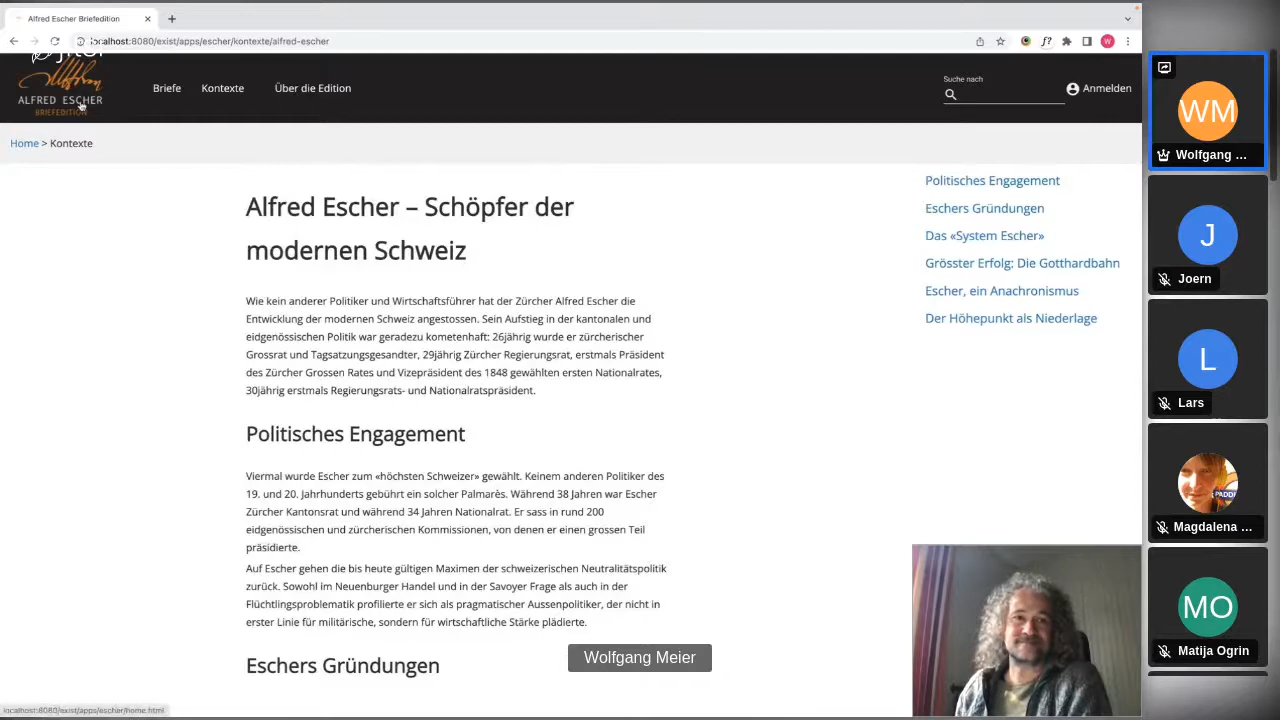 Alfred Escher Briefedition
localhost:8080/exist/apps/escher/kontexte/alfred-escher
ALFRED ESCHER
BRIEFEDITION
Briefe
Kontexte
Über die Edition
Suche nach
Anmelden
Home > Kontexte
Alfred Escher – Schöpfer der
modernen Schweiz
Wie kein anderer Politiker und Wirtschaftsführer hat der Zürcher Alfred Escher die
Entwicklung der modernen Schweiz angestossen. Sein Aufstieg in der kantonalen und
eidgenössischen Politik war geradezu kometenhaft: 26jährig wurde er zürcherischer
Grossrat und Tagsatzungsgesandter, 29jährig Zürcher Regierungsrat, erstmals Präsident
des Zürcher Grossen Rates und Vizepräsident des 1848 gewählten ersten Nationalrates,
30jährig erstmals Regierungsrats- und Nationalratspräsident.
Politisches Engagement
Viermal wurde Escher zum «höchsten Schweizer» gewählt. Keinem anderen Politiker des
19. und 20. Jahrhunderts gebührt ein solcher Palmarès. Während 38 Jahren war Escher
Zürcher Kantonsrat und während 34 Jahren Nationalrat. Er sass in rund 200
eidgenössischen und zürcherischen Kommissionen, von denen er einen grossen Teil
präsidierte.
Auf Escher gehen die bis heute gültigen Maximen der schweizerischen Neutralitätspolitik
zurück. Sowohl im Neuenburger Handel und in der Savoyer Frage als auch in der
Flüchtlingsproblematik profilierte er sich als pragmatischer Aussenpolitiker, der nicht in
erster Linie für militärische, sondern für wirtschaftliche Stärke plädierte.
Eschers Gründungen
Politisches Engagement
Eschers Gründungen
Das «System Escher»
Grösster Erfolg: Die Gotthardbahn
Escher, ein Anachronismus
Der Höhepunkt als Niederlage
localhost:8080/exist/apps/escher/home.html
Wolfgang Meier
WM
Wolfgang ...
J
Joern
L
Lars
Magdalena ...
MO
Matija Ogrin